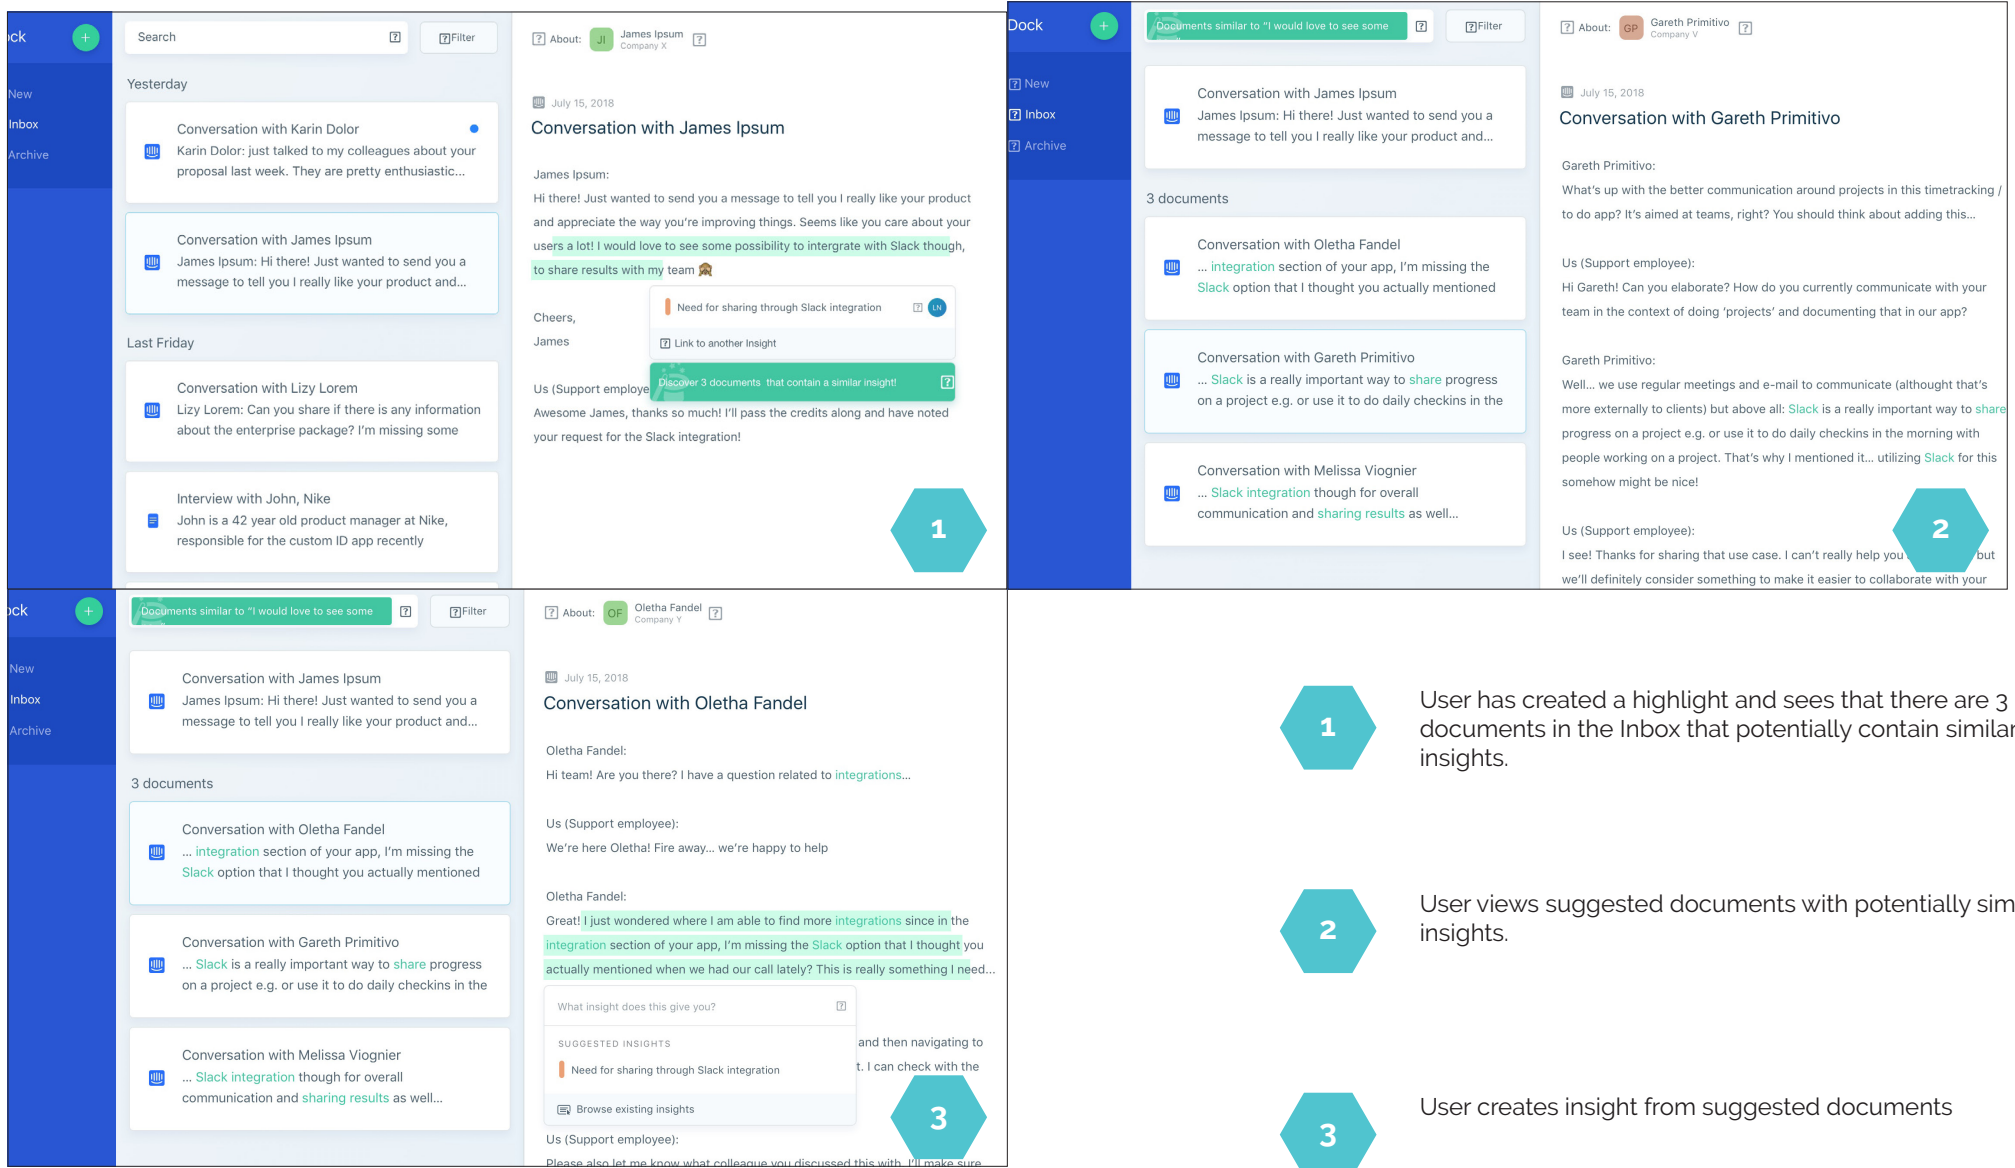 ck
+
New
Inbox
Archive
Search
Filter
Yesterday
Conversation with Karin Dolor
Karin Dolor: just talked to my colleagues about your
proposal last week. They are pretty enthusiastic...
Conversation with James Ipsum
James Ipsum: Hi there! Just wanted to send you a
message to tell you I really like your product and...
Last Friday
Conversation with Lizy Lorem
Lizy Lorem: Can you share if there is any information
about the enterprise package? I'm missing some
Interview with John, Nike
John is a 42 year old product manager at Nike,
responsible for the custom ID app recently
About:
JI
James Ipsum
Company X
July 15, 2018
Conversation with James Ipsum
James Ipsum:
Hi there! Just wanted to send you a message to tell you I really like your product
and appreciate the way you're improving things. Seems like you care about your
users a lot! I would love to see some possibility to intergrate with Slack though,
to share results with my team
Need for sharing through Slack integration
LN
Link to another Insight
Discover 3 documents that contain a similar insight!
Cheers,
James
Us (Support employe
Awesome James, thanks so much! I'll pass the credits along and have noted
your request for the Slack integration!
1
Dock
+
New
Inbox
Archive
Documents similar to "I would love to see some
Filter
Conversation with James Ipsum
James Ipsum: Hi there! Just wanted to send you a
message to tell you I really like your product and...
3 documents
Conversation with Oletha Fandel
... integration section of your app, I'm missing the
Slack option that I thought you actually mentioned
Conversation with Gareth Primitivo
... Slack is a really important way to share progress
on a project e.g. or use it to do daily checkins in the
Conversation with Melissa Viognier
... Slack integration though for overall
communication and sharing results as well...
About:
GP
Gareth Primitivo
Company V
July 15, 2018
Conversation with Gareth Primitivo
Gareth Primitivo:
What's up with the better communication around projects in this timetracking /
to do app? It's aimed at teams, right? You should think about adding this...
Us (Support employee):
Hi Gareth! Can you elaborate? How do you currently communicate with your
team in the context of doing 'projects' and documenting that in our app?
Gareth Primitivo:
Well... we use regular meetings and e-mail to communicate (althought that's
more externally to clients) but above all: Slack is a really important way to share
progress on a project e.g. or use it to do daily checkins in the morning with
people working on a project. That's why I mentioned it... utilizing Slack for this
somehow might be nice!
Us (Support employee):
I see! Thanks for sharing that use case. I can't really help you but
we'll definitely consider something to make it easier to collaborate with your
2
ock
+
New
Inbox
Archive
Documents similar to "I would love to see some
Filter
Conversation with James Ipsum
James Ipsum: Hi there! Just wanted to send you a
message to tell you I really like your product and...
3 documents
Conversation with Oletha Fandel
... integration section of your app, I'm missing the
Slack option that I thought you actually mentioned
Conversation with Gareth Primitivo
... Slack is a really important way to share progress
on a project e.g. or use it to do daily checkins in the
Conversation with Melissa Viognier
... Slack integration though for overall
communication and sharing results as well...
About:
OF
Oletha Fandel
Company Y
July 15, 2018
Conversation with Oletha Fandel
Oletha Fandel:
Hi team! Are you there? I have a question related to integrations...
Us (Support employee):
We're here Oletha! Fire away... we're happy to help
Oletha Fandel:
Great! I just wondered where I am able to find more integrations since in the
integration section of your app, I'm missing the Slack option that I thought you
actually mentioned when we had our call lately? This is really something I need...
What insight does this give you?
SUGGESTED INSIGHTS
Need for sharing through Slack integration
Browse existing insights
and then navigating to
t. I can check with the
Us (Support employee):
Please also let me know what colleague you discussed this with. I'll make sure
3
1
User has created a highlight and sees that there are 3
documents in the Inbox that potentially contain similar
insights.
2
User views suggested documents with potentially sim
insights.
3
User creates insight from suggested documents